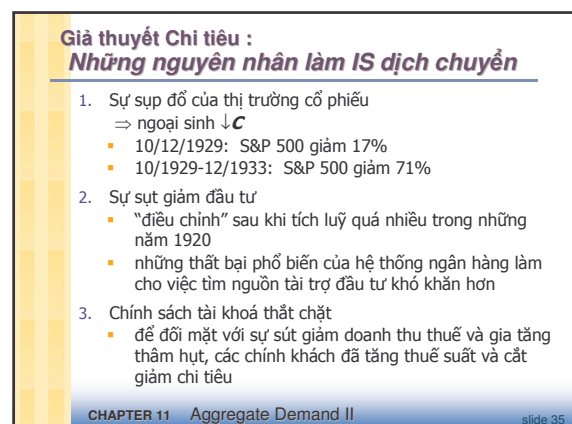 Giả thuyết Chi tiêu :
Những nguyên nhân làm IS dịch chuyển
1. Sự sụp đổ của thị trường cổ phiếu
⇒ ngoại sinh ↓C
▪ 10/12/1929: S&P 500 giảm 17%
▪ 10/1929-12/1933: S&P 500 giảm 71%
2. Sự sụt giảm đầu tư
▪ “điều chỉnh” sau khi tích luỹ quá nhiều trong những
năm 1920
▪ những thất bại phổ biến của hệ thống ngân hàng làm
cho việc tìm nguồn tài trợ đầu tư khó khăn hơn
3. Chính sách tài khoá thắt chặt
▪ để đối mặt với sự sút giảm doanh thu thuế và gia tăng
thâm hụt, các chính khách đã tăng thuế suất và cắt
giảm chi tiêu
CHAPTER 11 Aggregate Demand II
slide 35